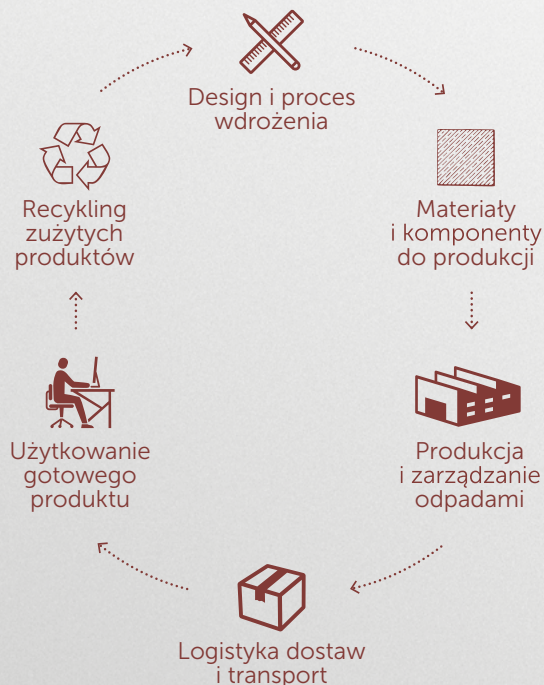 Design i proces
wdrożenia
Materiały
i komponenty
do produkcji
Produkcja
i zarządzanie
odpadami
Logistyka dostaw
i transport
Użytkowanie
gotowego
produktu
Recykling
zużytych
produktów